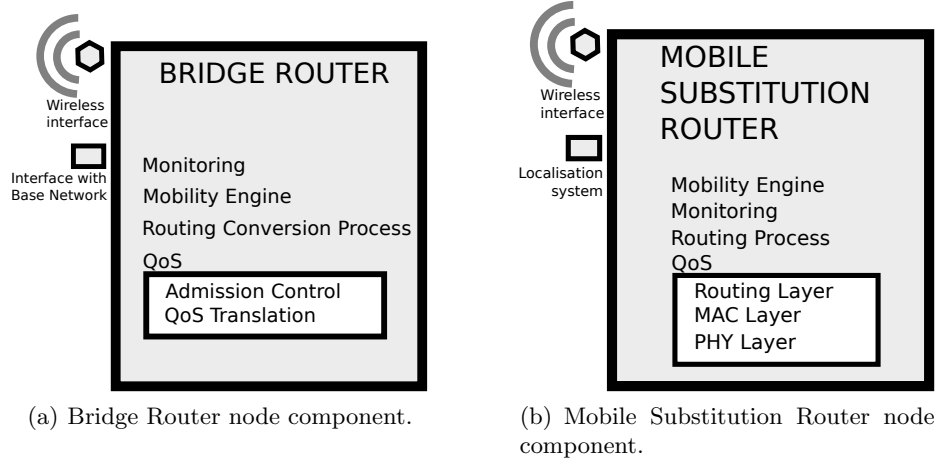 BRIDGE ROUTER
Wireless
interface
Interface with
Base Network
Monitoring
Mobility Engine
Routing Conversion Process
QoS
Admission Control
QoS Translation
(a) Bridge Router node component.
MOBILE
SUBSTITUTION
ROUTER
Wireless
interface
Localisation
system
Mobility Engine
Monitoring
Routing Process
QoS
Routing Layer
MAC Layer
PHY Layer
(b) Mobile Substitution Router node
component.